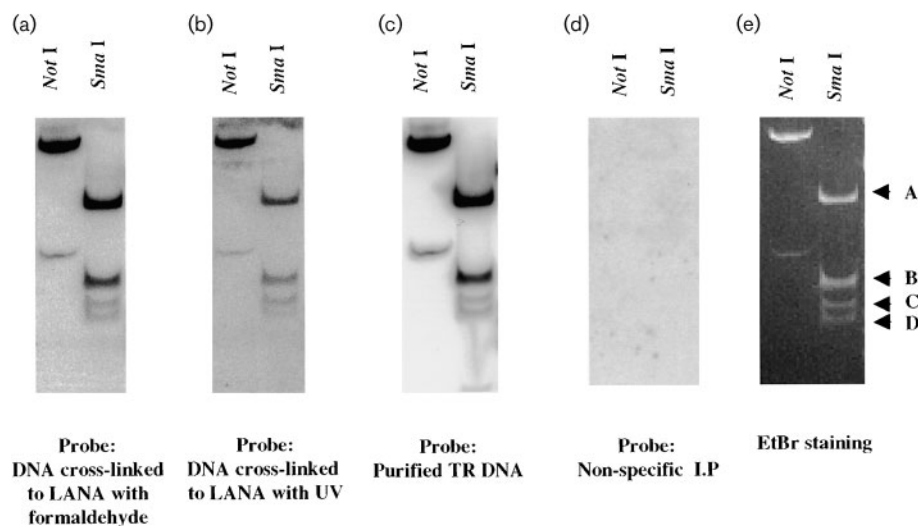 (a)
(b)
(c)
(d)
(e)
Not I
Sma I
Not I
Sma I
Not I
Sma I
Not I
Sma I
Not I
Sma I
A
B
C
D
Probe:
DNA cross-linked
to LANA with
formaldehyde
Probe:
DNA cross-linked
to LANA with UV
Probe:
Purified TR DNA
Probe:
Non-specific I.P
EtBr staining